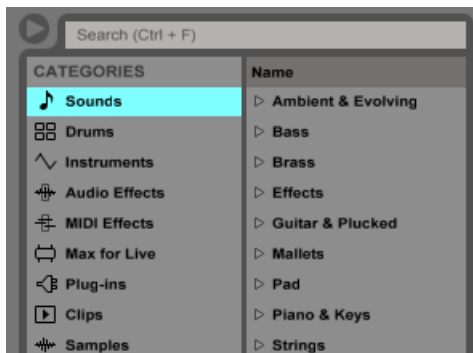 Search (Ctrl + F)
CATEGORIES
Sounds
Drums
Instruments
Audio Effects
MIDI Effects
Max for Live
Plug-ins
Clips
Samples
Name
Ambient & Evolving
Bass
Brass
Effects
Guitar & Plucked
Mallets
Pad
Piano & Keys
Strings